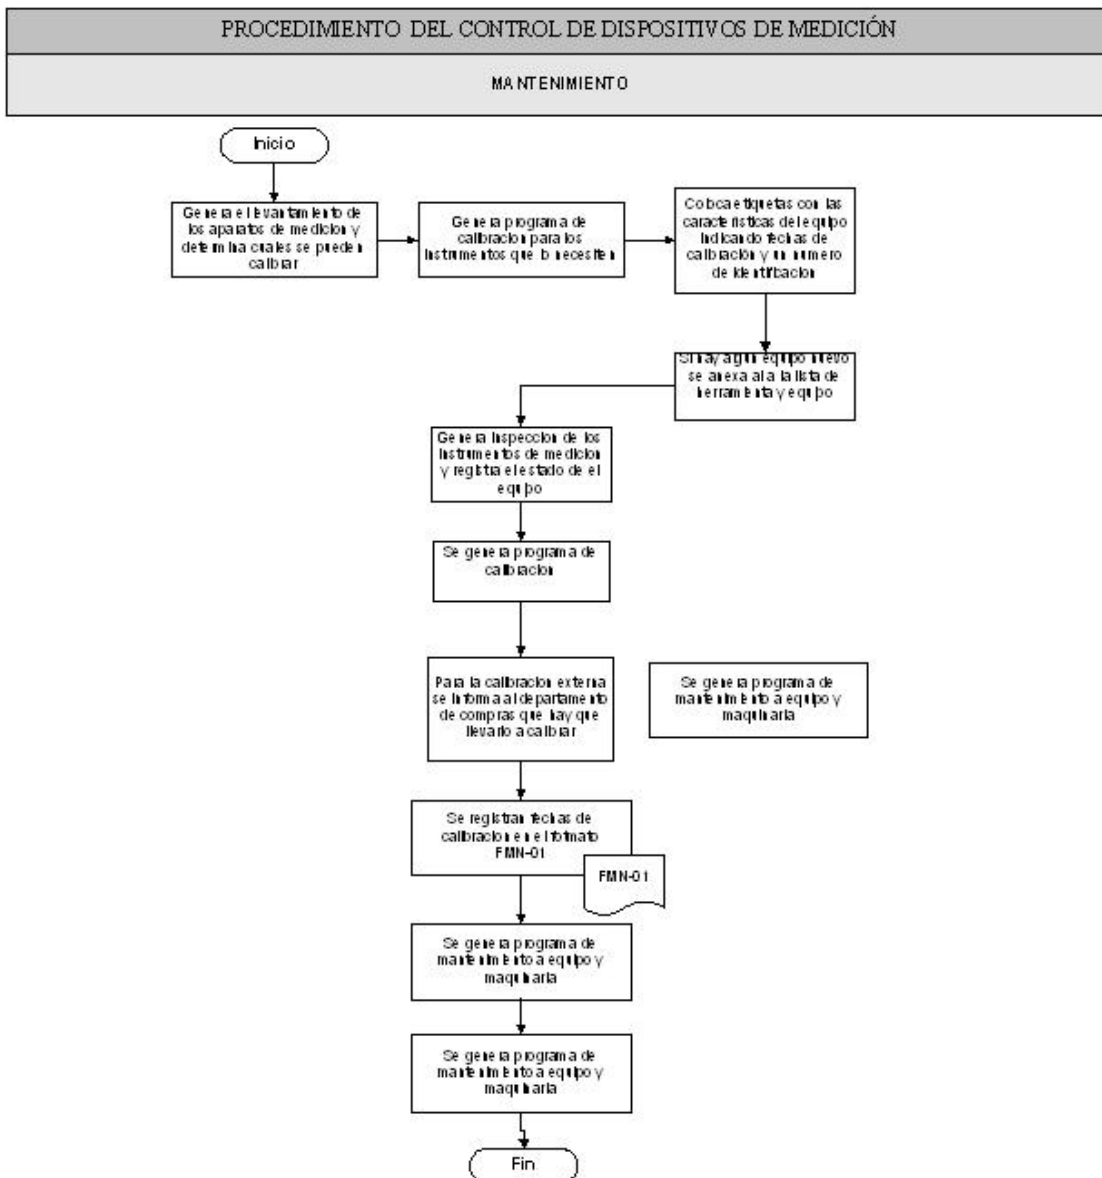 PROCEDIMIENTO DEL CONTROL DE DISPOSITIVOS DE MEDICIÓN
MANTENIMIENTO
Inicio
Genera el levantamiento de
los aparatos de medicion y
determina cuales se pueden
calibrar
Genera programa de
calibracion para los
instrumentos que lo necesiten
Coloca etiquetas con las
características del equipo
indicando fechas de
calibración y un numero
de identificacion
Si hay algun equipo nuevo
se anexa al a la lista de
herramienta y equipo
Genera inspeccion de los
instrumentos de medicion
y registra el estado de el
equipo
Se genera programa de
calibracion
Para la calibracion externa
se informa al departamento
de compras que hay que
llevarlo a calibrar
Se genera programa de
mantenimiento a equipo y
maquinaria
Se registran fechas de
calibracion en el formato
FMN-01
FMN-01
Se genera programa de
mantenimiento a equipo y
maquinaria
Se genera programa de
mantenimiento a equipo y
maquinaria
Fin